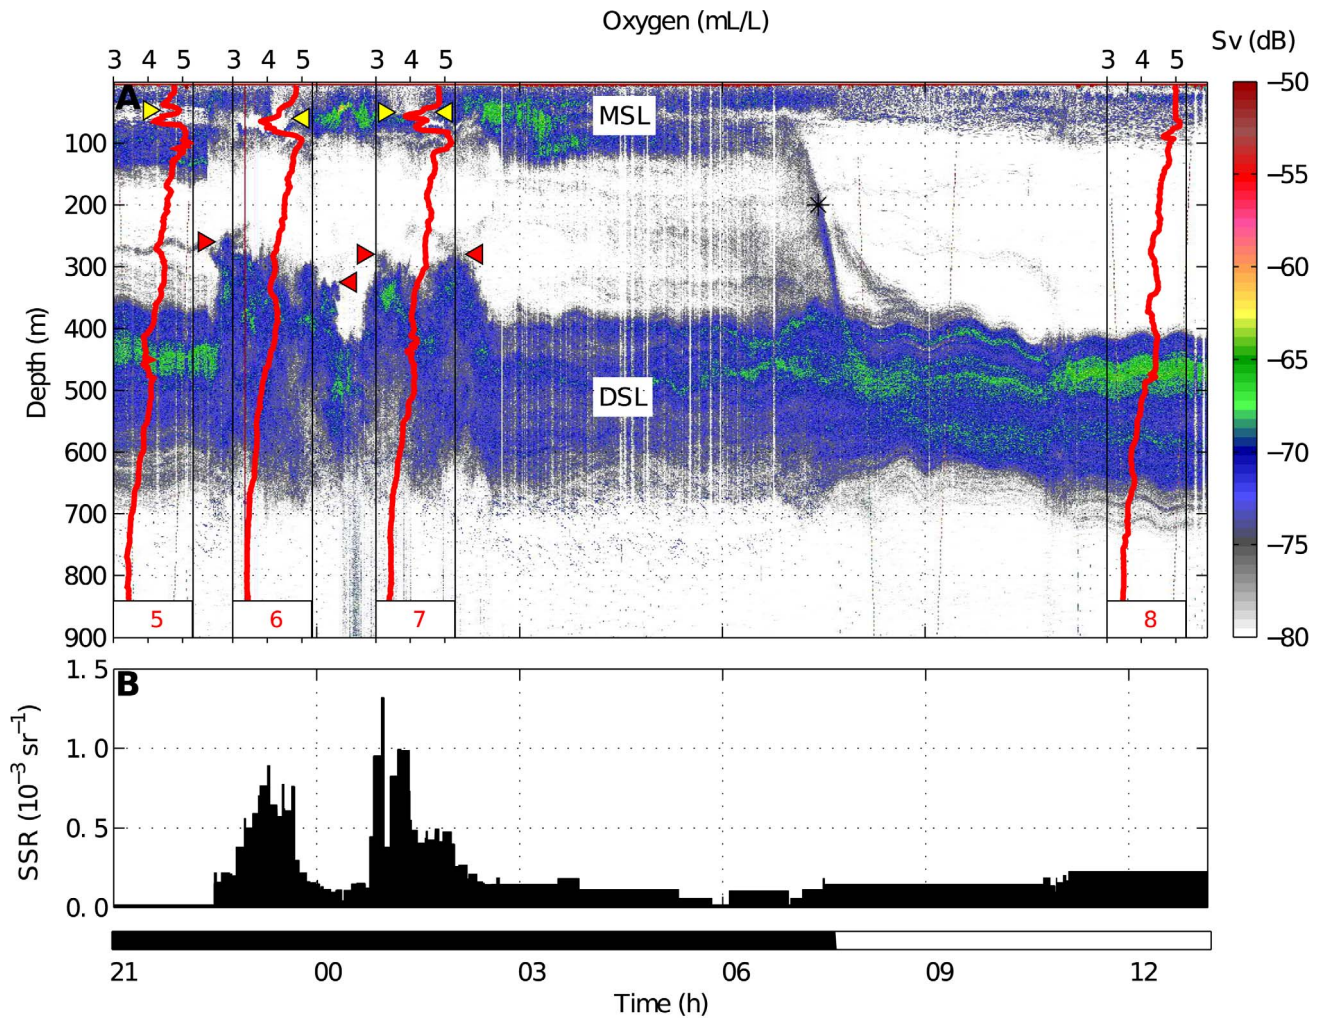 Oxygen (mL/L)
Sv (dB)
3 4 5 3 4 5 3 4 5 3 4 5
A
MSL
DSL
100
200
300
400
500
600
700
800
900
Depth (m)
5 6 7 8
−50
−55
−60
−65
−70
−75
−80
B
1.5
1.0
0.5
0.0
SSR (10⁻³ sr⁻¹)
21 00 03 06 09 12
Time (h)